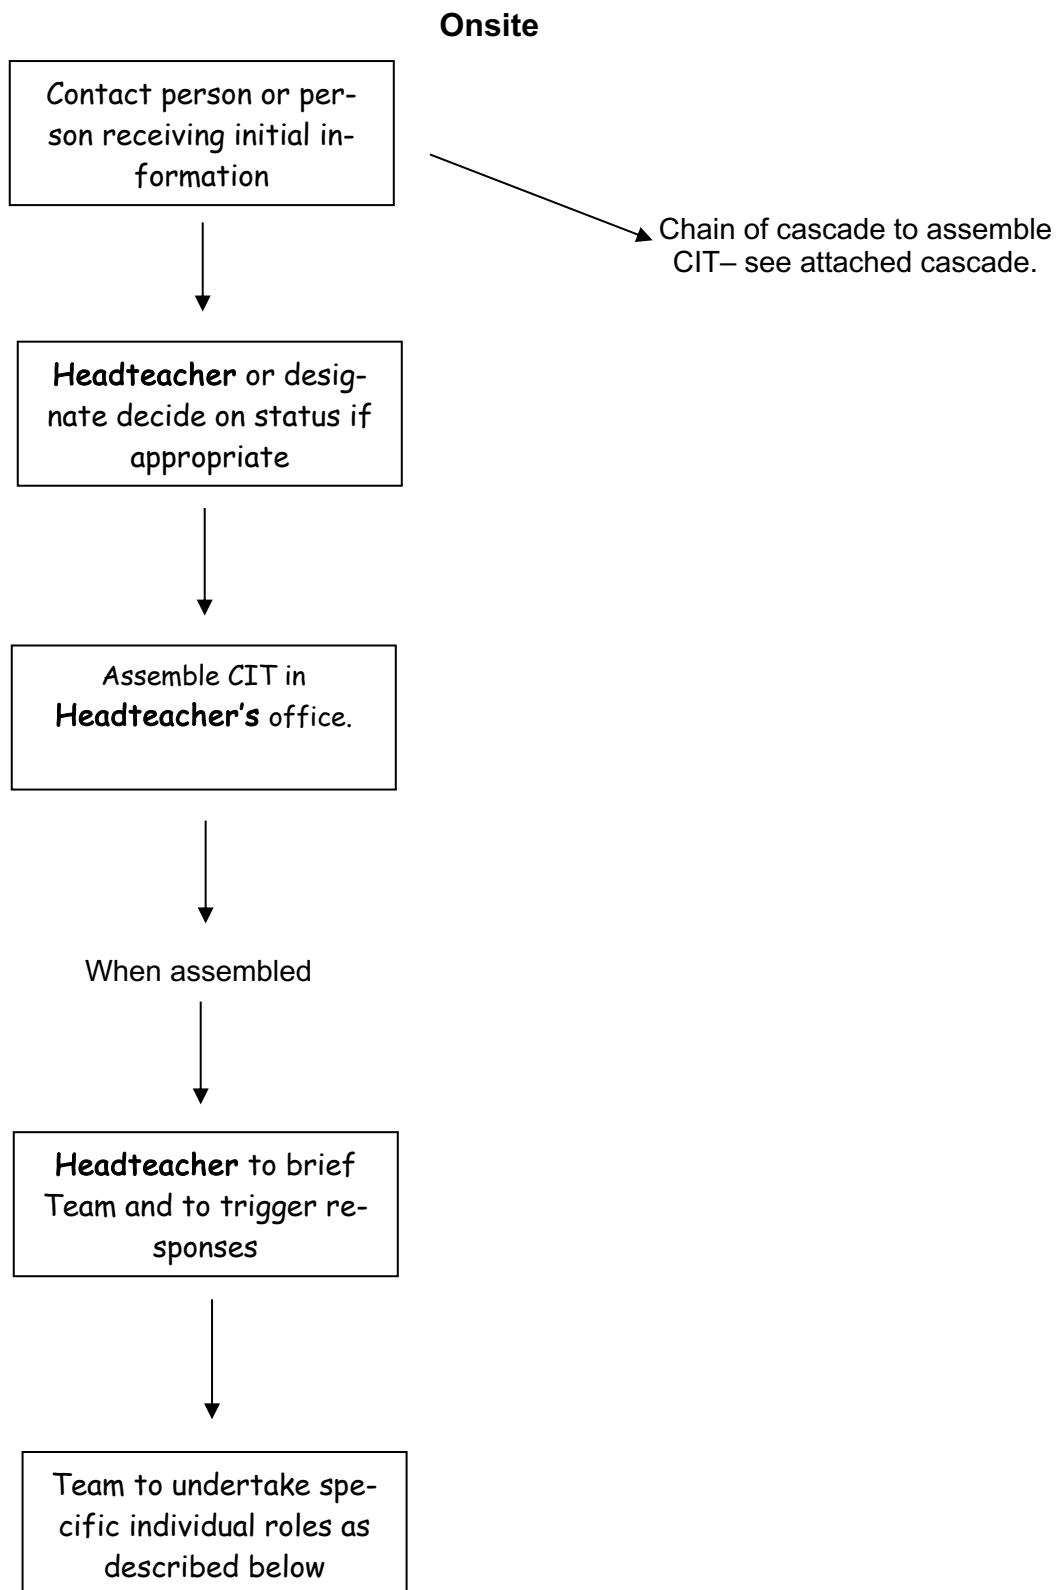 Onsite
Contact person or per-
son receiving initial in-
formation
Chain of cascade to assemble
CIT– see attached cascade.
Headteacher or desig-
nate decide on status if
appropriate
Assemble CIT in
Headteacher’s office.
When assembled
Headteacher to brief
Team and to trigger re-
sponses
Team to undertake spe-
cific individual roles as
described below